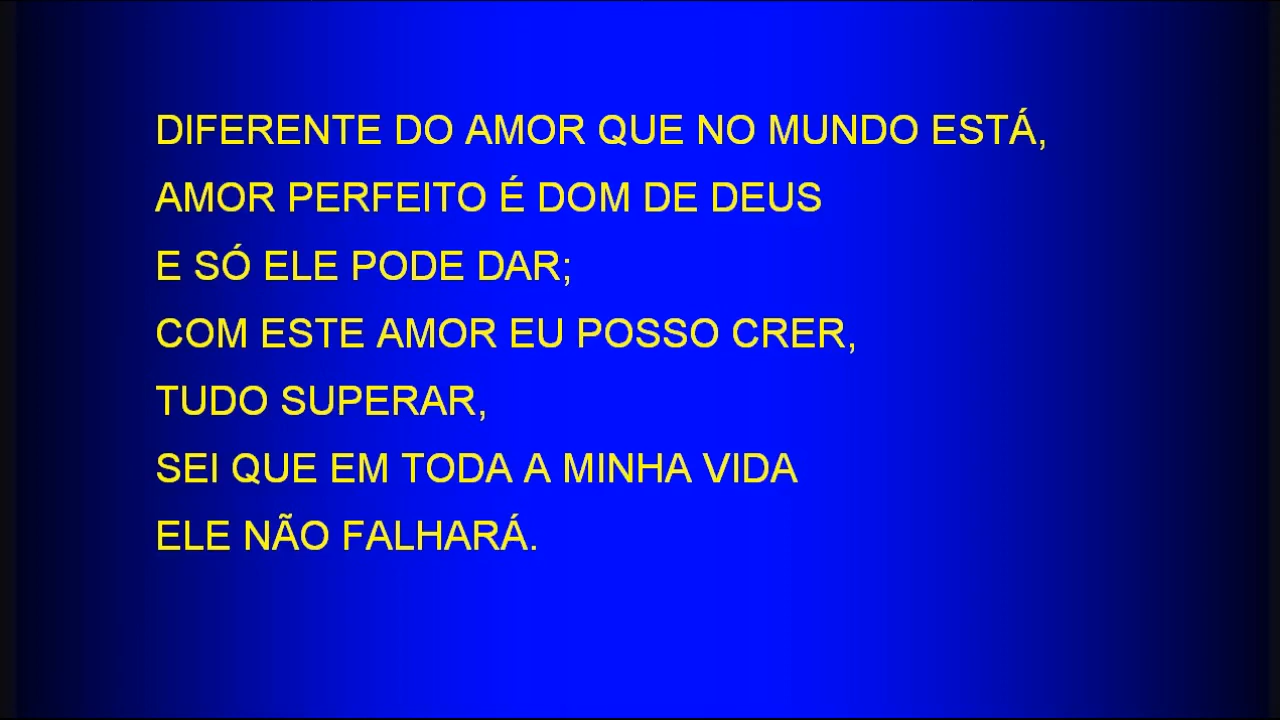 DIFERENTE DO AMOR QUE NO MUNDO ESTÁ,
AMOR PERFEITO É DOM DE DEUS
E SÓ ELE PODE DAR;
COM ESTE AMOR EU POSSO CRER,
TUDO SUPERAR,
SEI QUE EM TODA A MINHA VIDA
ELE NÃO FALHARÁ.